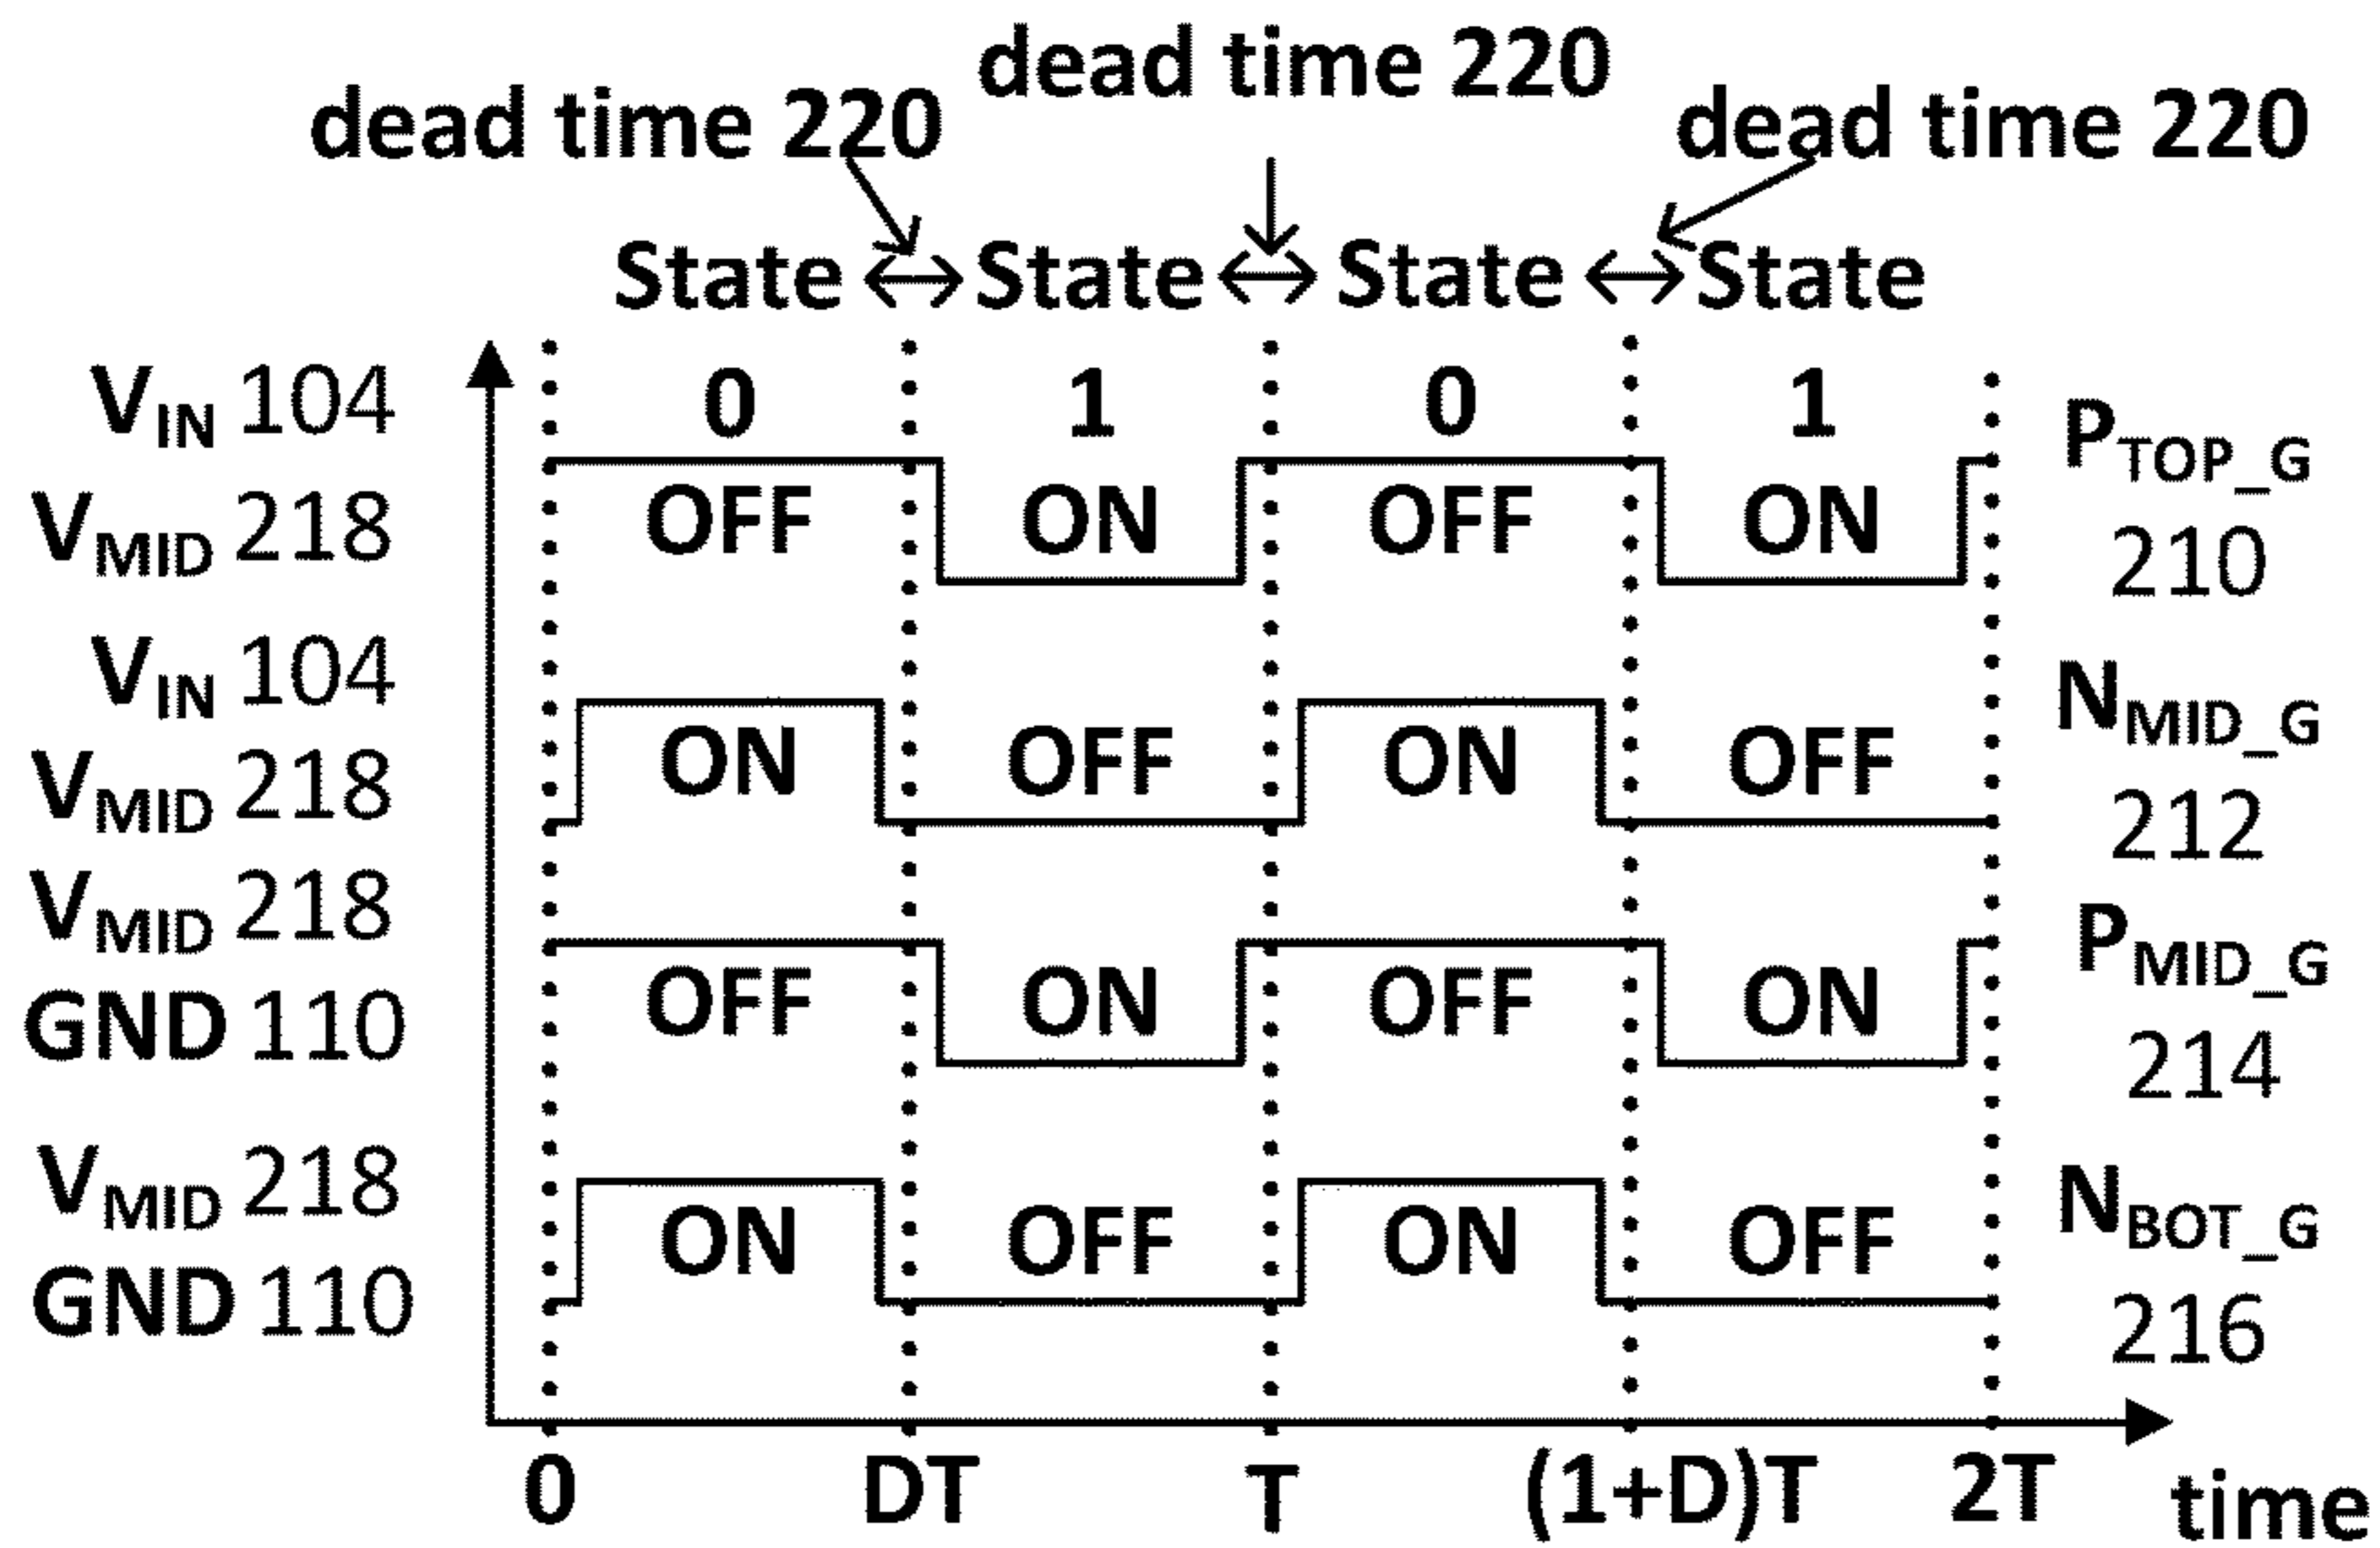 dead time 220
dead time 220
dead time 220
State State State State
V_IN 104
0 1 0 1
P_TOP_G
210
V_MID 218
OFF ON OFF ON
V_IN 104
N_MID_G
212
V_MID 218
ON OFF ON OFF
V_MID 218
P_MID_G
214
GND 110
OFF ON OFF ON
V_MID 218
N_BOT_G
216
ON OFF ON OFF
GND 110
0 DT T (1+D)T 2T time